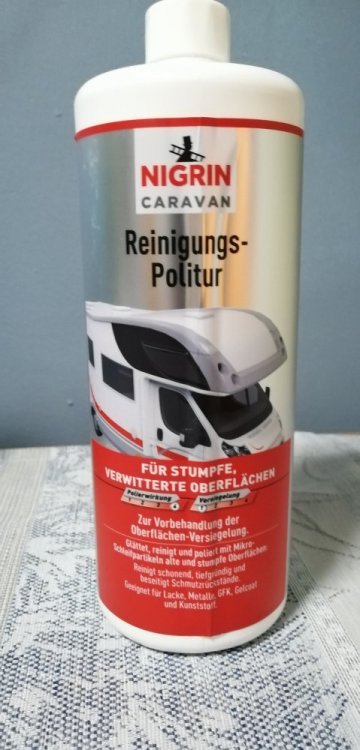 NIGRIN
CARAVAN
Reinigungs-
Politur
FÜR STUMPFE,
VERWITTERTE OBERFLÄCHEN
Polierwirkung Versiegelung
Zur Vorbehandlung der
Oberflächen-Versiegelung.
Glättet, reinigt und poliert mit Mikro-
Schleifpartikeln alte und stumpfe Oberflächen.
Reinigt schonend, tiefgründig und
beseitigt Schmutzrückstände.
Geeignet für Lacke, Metalle, GFK, Gelcoat
und Kunststoff.